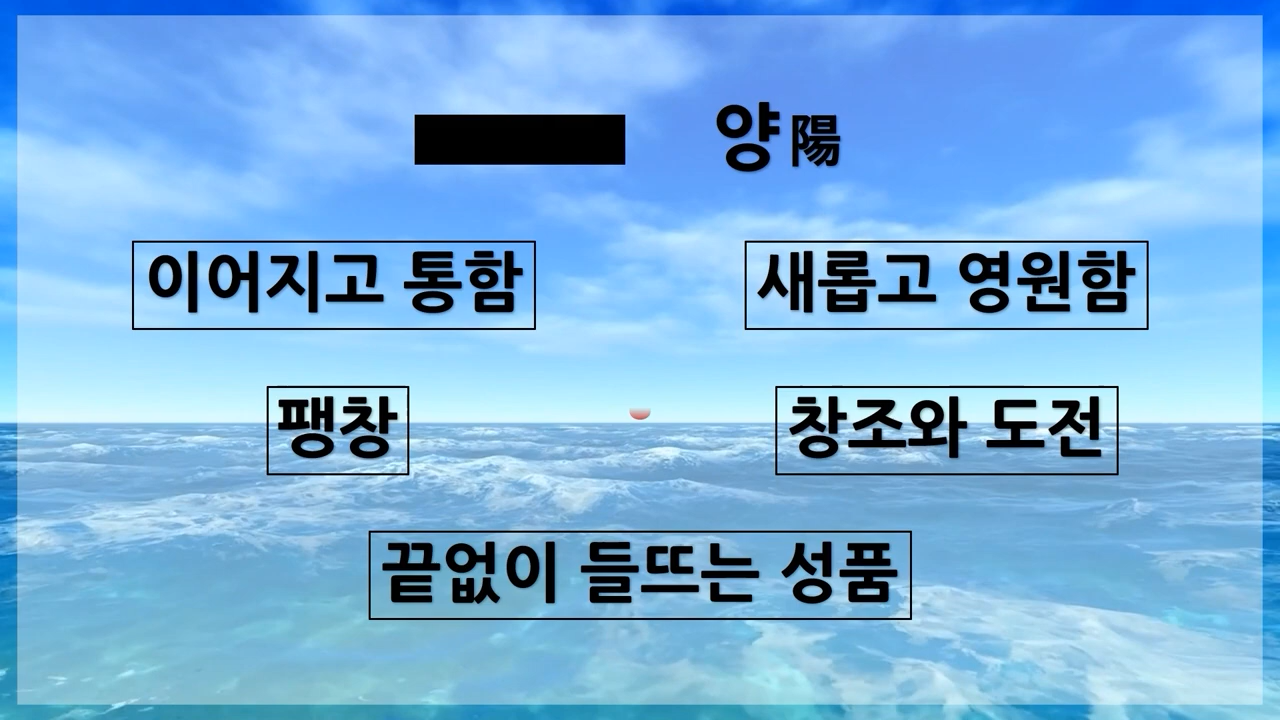 양陽
이어지고 통함
새롭고 영원함
팽창
창조와 도전
끝없이 들뜨는 성품